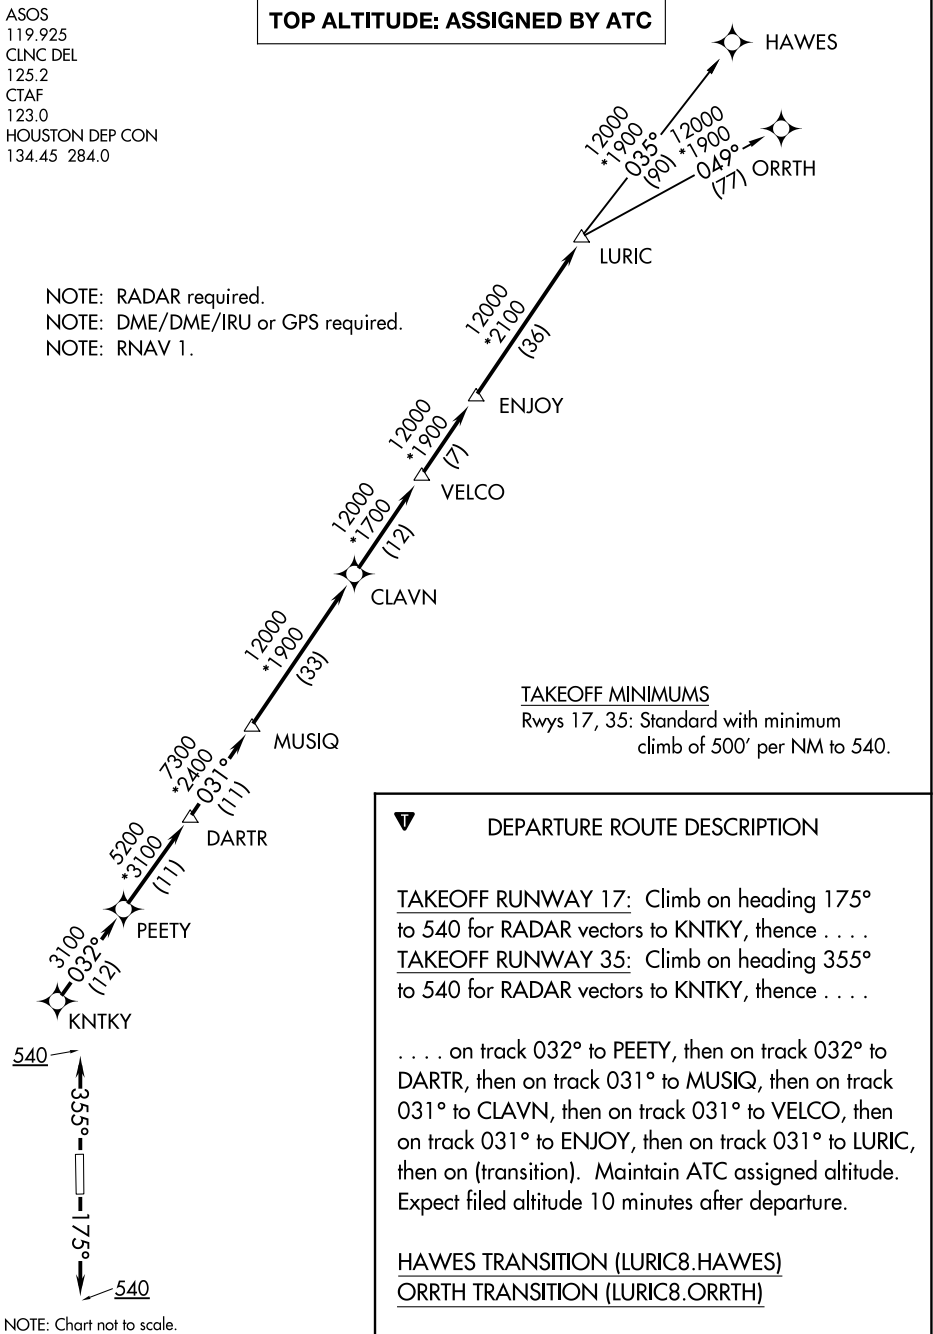 ASOS
119.925
CLNC DEL
125.2
CTAF
123.0
HOUSTON DEP CON
134.45 284.0
TOP ALTITUDE: ASSIGNED BY ATC
HAWES
12000
*1900
035°
(90)
12000
*1900
049°
(77)
ORRTH
LURIC
NOTE: RADAR required.
NOTE: DME/DME/IRU or GPS required.
NOTE: RNAV 1.
12000
*2100
(36)
ENJOY
12000
*1900
(7)
VELCO
12000
*1700
(12)
CLAVN
12000
*1900
(33)
MUSIQ
TAKEOFF MINIMUMS
Rwys 17, 35: Standard with minimum
climb of 500' per NM to 540.
7300
*2400
031°
(11)
DARTR
5200
*3100
(11)
PEETY
3100
032°
(12)
KNTKY
540
355°
175°
540
NOTE: Chart not to scale.
T
DEPARTURE ROUTE DESCRIPTION
TAKEOFF RUNWAY 17: Climb on heading 175°
to 540 for RADAR vectors to KNTKY, thence . . . .
TAKEOFF RUNWAY 35: Climb on heading 355°
to 540 for RADAR vectors to KNTKY, thence . . . .
. . . . on track 032° to PEETY, then on track 032° to
DARTR, then on track 031° to MUSIQ, then on track
031° to CLAVN, then on track 031° to VELCO, then
on track 031° to ENJOY, then on track 031° to LURIC,
then on (transition). Maintain ATC assigned altitude.
Expect filed altitude 10 minutes after departure.
HAWES TRANSITION (LURIC8.HAWES)
ORRTH TRANSITION (LURIC8.ORRTH)